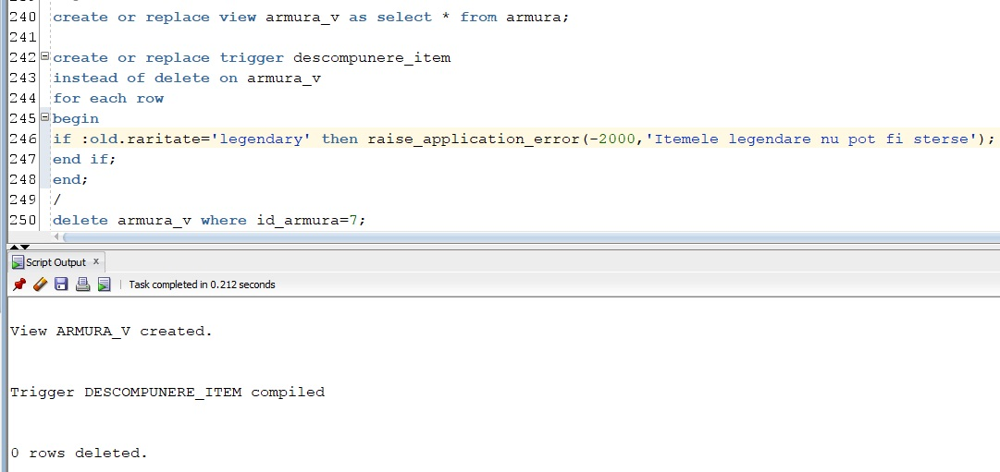 240 create or replace view armura_v as select * from armura;
241
242 create or replace trigger descompunere_item
243 instead of delete on armura_v
244 for each row
245 begin
246 if :old.raritate='legendary' then raise_application_error(-2000,'Itemele legendare nu pot fi sterse');
247 end if;
248 end;
249 /
250 delete armura_v where id_armura=7;
Script Output x
Task completed in 0.212 seconds
View ARMURA_V created.
Trigger DESCOMPUNERE_ITEM compiled
0 rows deleted.